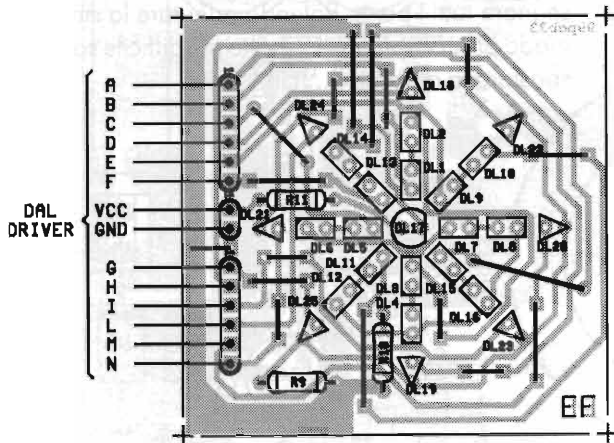 A
B
C
D
E
F
VCC
GND
DAL
DRIVER
G
H
I
L
M
N
DL18
DL24
DL2
DL22
DL14
DL13
DL1
DL10
DL9
R11
DL21
DL17
DL6
DL5
DL7
DL8
DL20
DL11
DL12
DL3
DL15
DL4
DL16
DL25
DL23
R10
R9
DL19
EE